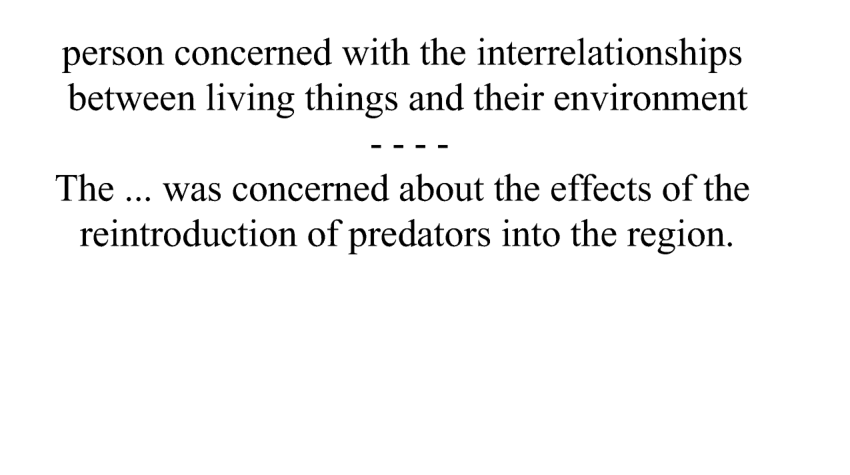 person concerned with the interrelationships
between living things and their environment
- - - -
The ... was concerned about the effects of the
reintroduction of predators into the region.